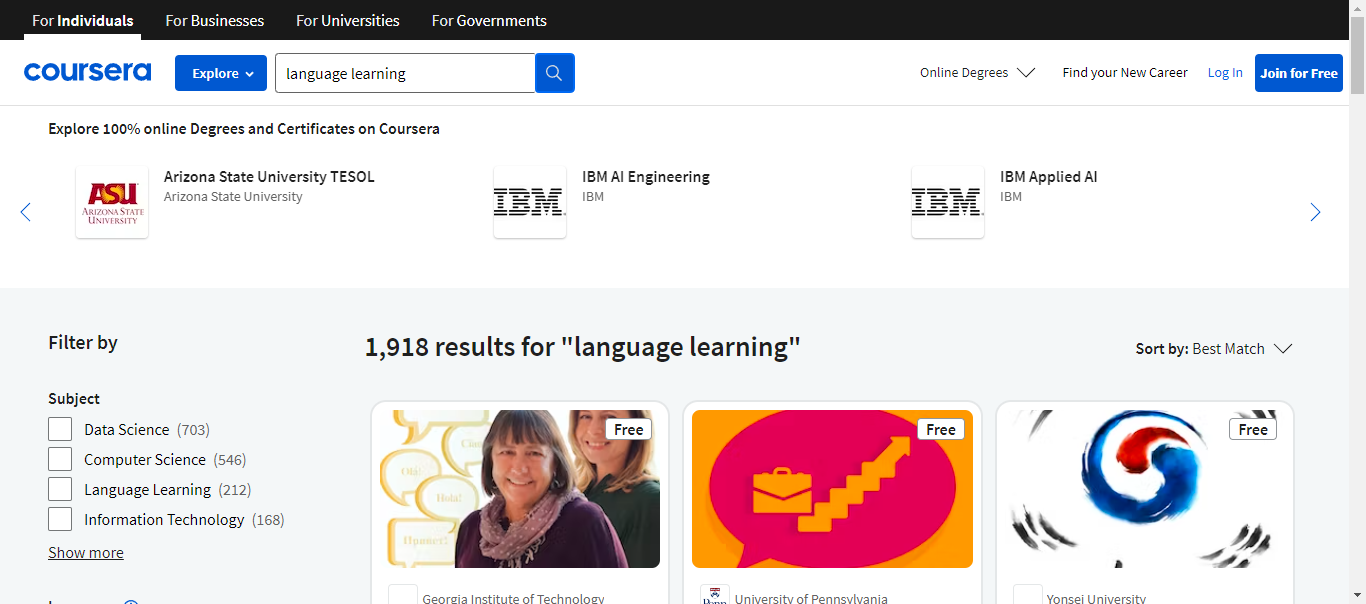 For Individuals For Businesses For Universities For Governments
coursera Explore language learning Online Degrees Find your New Career Log In Join for Free
Explore 100% online Degrees and Certificates on Coursera
Arizona State University TESOL
Arizona State University
ASU
ARIZONA STATE
UNIVERSITY
IBM AI Engineering
IBM
IBM
IBM Applied AI
IBM
IBM
Filter by
Subject
Data Science (703)
Computer Science (546)
Language Learning (212)
Information Technology (168)
Show more
1,918 results for "language learning"
Sort by: Best Match
Free
Olá!
Hola!
Привет!
Georgia Institute of Technology
Free
University of Pennsylvania
Free
Yonsei University